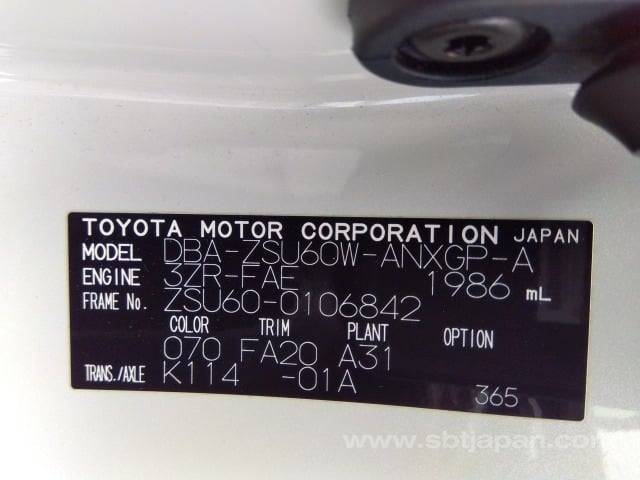 TOYOTA MOTOR CORPORATION JAPAN
MODEL DBA-ZSU60W-ANXGP-A
ENGINE 3ZR-FAE 1986 mL
FRAME No. ZSU60-0106842
COLOR TRIM PLANT OPTION
070 FA20 A31
TRANS./AXLE K114 -01A 365
www.sbtjapan.com